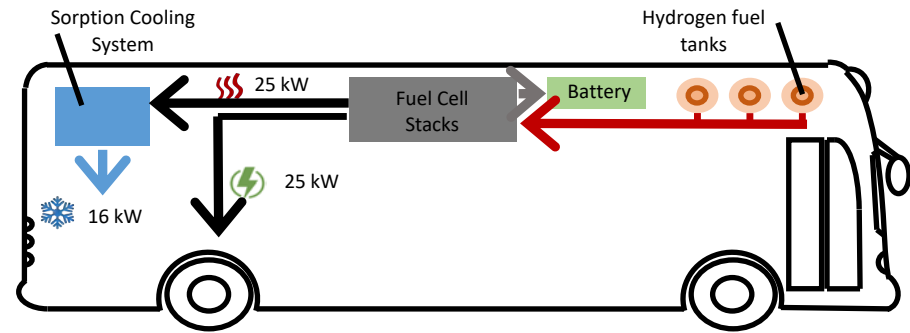 Sorption Cooling
System
Hydrogen fuel
tanks
25 kW
Fuel Cell
Stacks
Battery
25 kW
16 kW